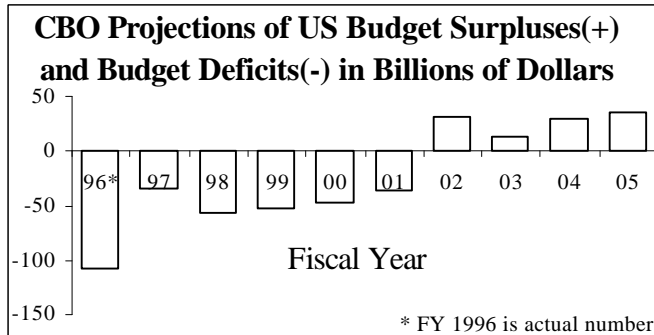 CBO Projections of US Budget Surpluses(+)
and Budget Deficits(-) in Billions of Dollars
50
0
-50
-100
-150
96* 97 98 99 00 01 02 03 04 05
Fiscal Year
* FY 1996 is actual number